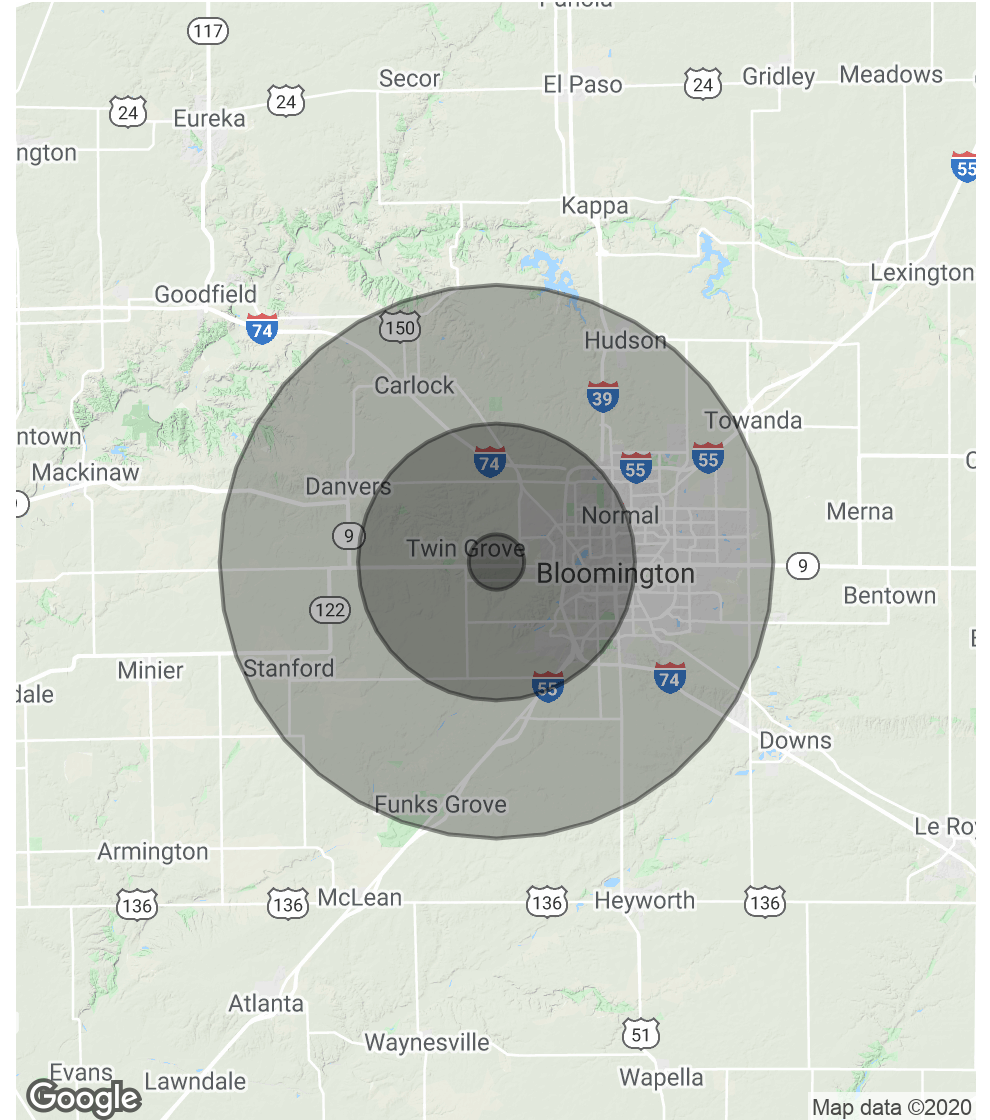 Panola
117
Secor
El Paso
24
Gridley
Meadows
24
24
Eureka
ngton
55
Kappa
Lexington
Goodfield
74
150
Hudson
Carlock
39
Towanda
ntown
Mackinaw
74
55
55
Danvers
Merna
Normal
9
Twin Grove
Bloomington
9
122
Bentown
Minier
Stanford
dale
55
74
Downs
Funks Grove
Le Roy
Armington
136
136
McLean
136
Heyworth
136
Atlanta
51
Waynesville
Evans
Lawndale
Wapella
Google
Map data ©2020